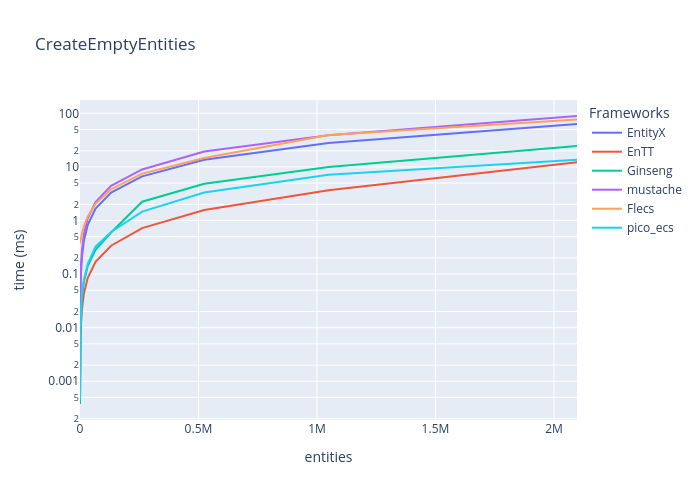 CreateEmptyEntities
Frameworks
EntityX
EnTT
Ginseng
mustache
Flecs
pico_ecs
time (ms)
100
5
2
10
5
2
1
5
2
0.1
5
2
0.01
5
2
0.001
5
2
0
0.5M
1M
1.5M
2M
entities